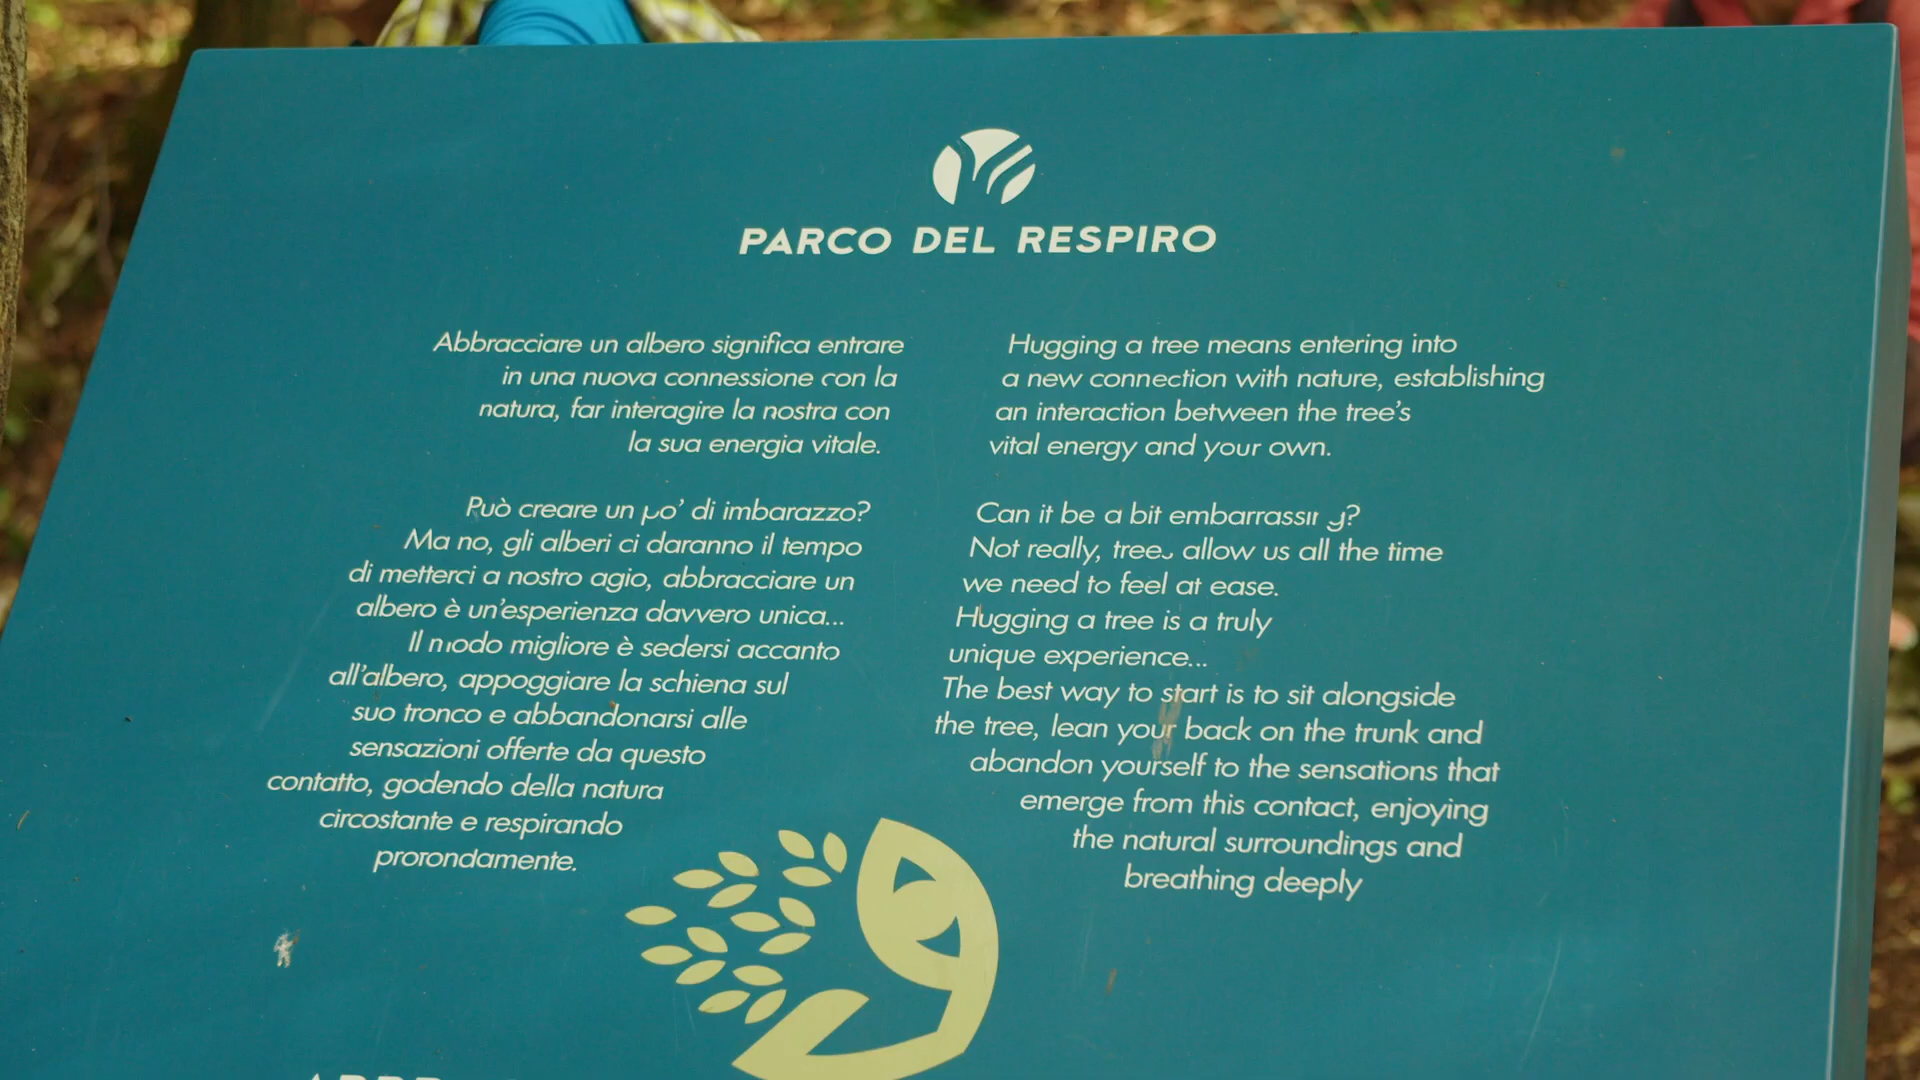 PARCO DEL RESPIRO
Abbracciare un albero significa entrare
in una nuova connessione con la
natura, far interagire la nostra con
la sua energia vitale.
Può creare un po' di imbarazzo?
Ma no, gli alberi ci daranno il tempo
di metterci a nostro agio, abbracciare un
albero è un'esperienza davvero unica...
Il modo migliore è sedersi accanto
all'albero, appoggiare la schiena sul
suo tronco e abbandonarsi alle
sensazioni offerte da questo
contatto, godendo della natura
circostante e respirando
profondamente.
Hugging a tree means entering into
a new connection with nature, establishing
an interaction between the tree's
vital energy and your own.
Can it be a bit embarrassing?
Not really, trees allow us all the time
we need to feel at ease.
Hugging a tree is a truly
unique experience...
The best way to start is to sit alongside
the tree, lean your back on the trunk and
abandon yourself to the sensations that
emerge from this contact, enjoying
the natural surroundings and
breathing deeply